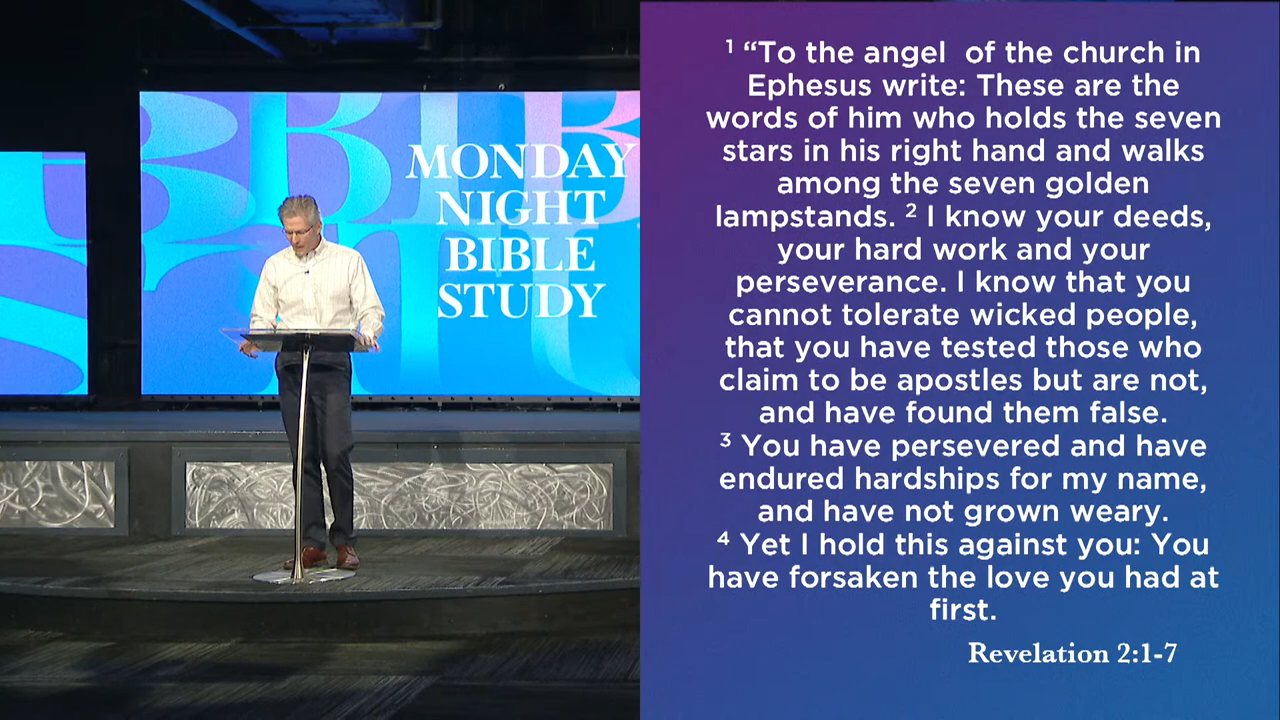 MONDAY
NIGHT
BIBLE
STUDY
1 “To the angel  of the church in
Ephesus write: These are the
words of him who holds the seven
stars in his right hand and walks
among the seven golden
lampstands. 2 I know your deeds,
your hard work and your
perseverance. I know that you
cannot tolerate wicked people,
that you have tested those who
claim to be apostles but are not,
and have found them false.
3 You have persevered and have
endured hardships for my name,
and have not grown weary.
4 Yet I hold this against you: You
have forsaken the love you had at
first.
Revelation 2:1-7